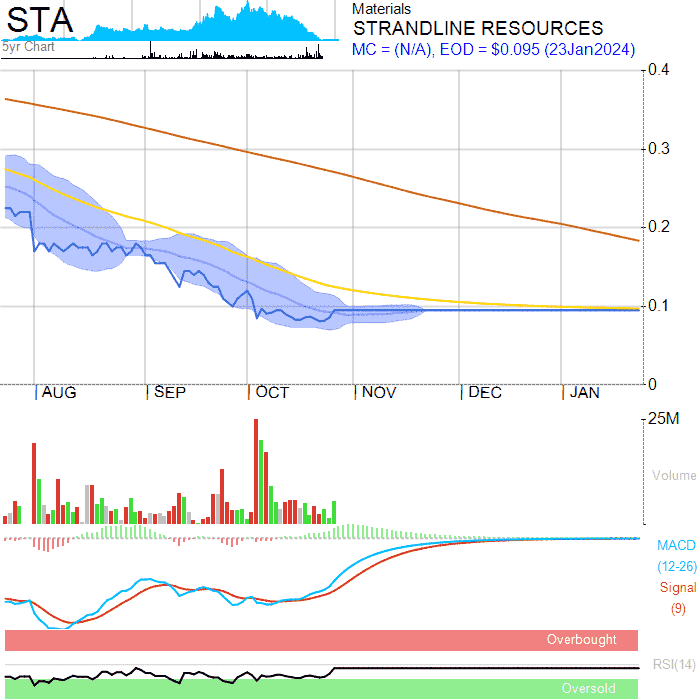 STA
5yr Chart
Materials
STRANDLINE RESOURCES
MC = (N/A), EOD = $0.095 (23Jan2024)
0.4
0.3
0.2
0.1
0
AUG SEP OCT NOV DEC JAN
25M
Volume
MACD
(12-26)
Signal
(9)
Overbought
RSI(14)
Oversold